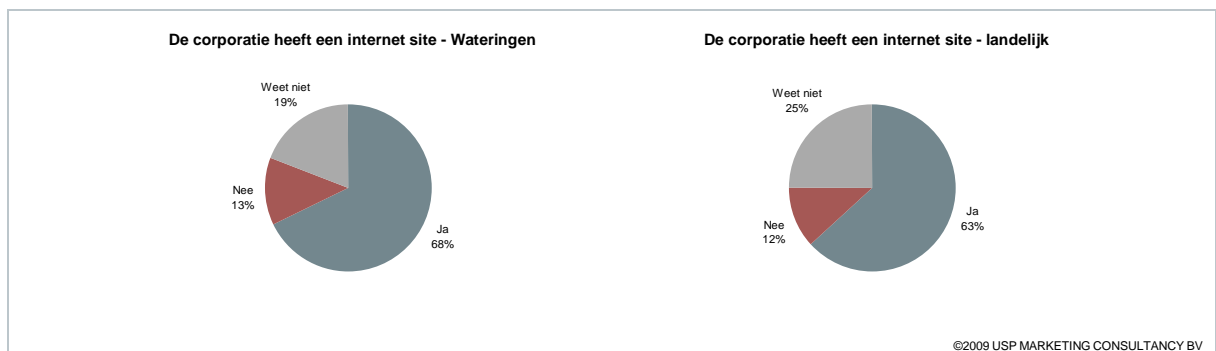 De corporatie heeft een internet site - Wateringen
Weet niet
19%
Nee
13%
Ja
68%
De corporatie heeft een internet site - landelijk
Weet niet
25%
Nee
12%
Ja
63%
©2009 USP MARKETING CONSULTANCY BV